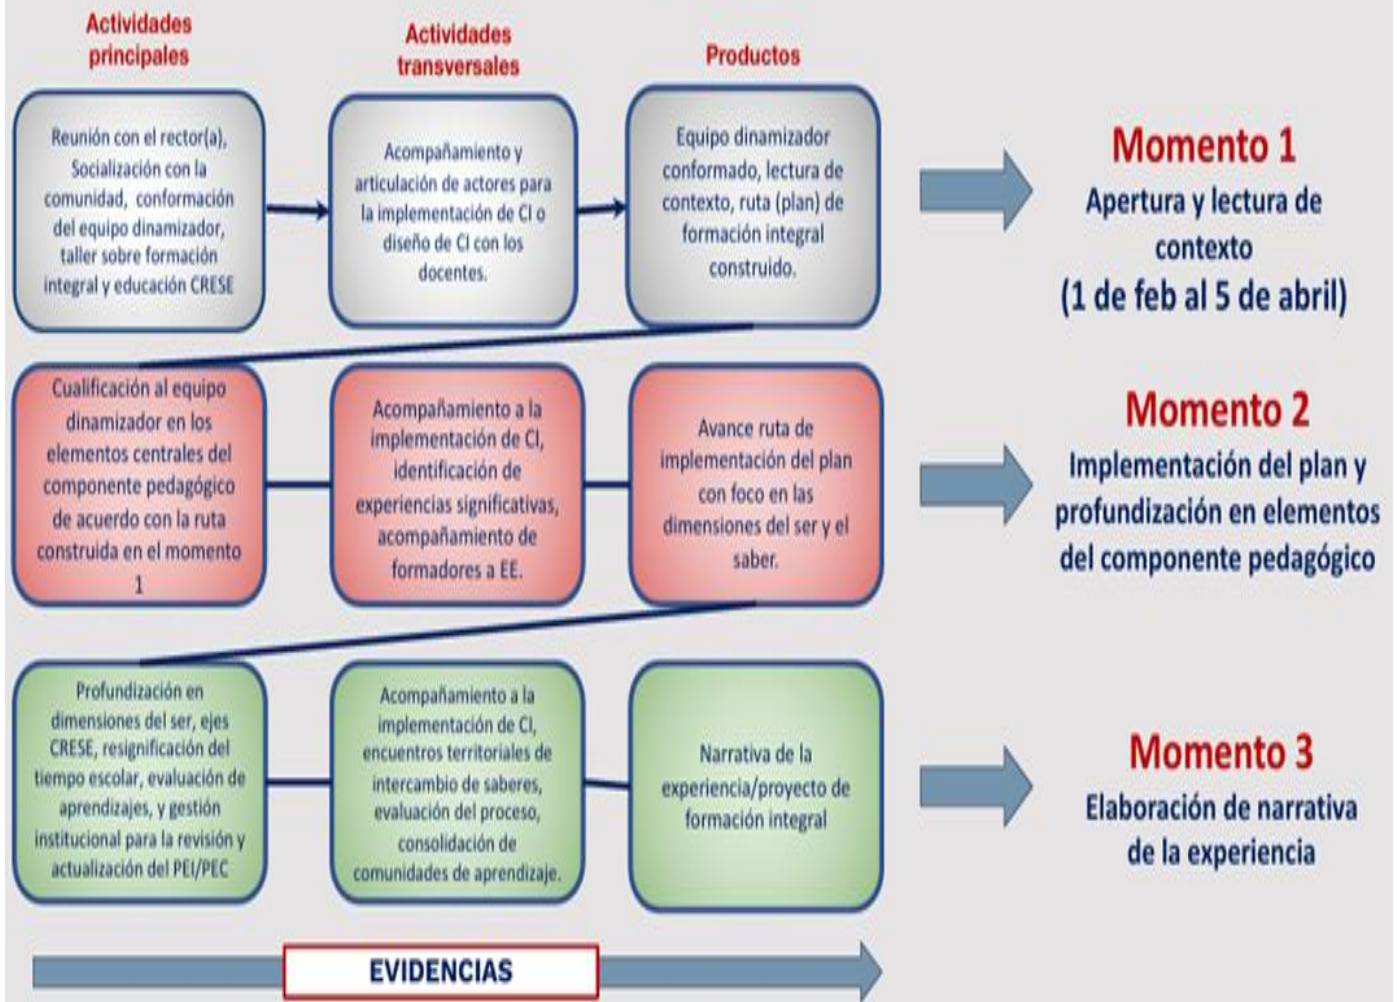 Actividades
principales
Actividades
transversales
Productos
Reunión con el rector(a),
Socialización con la
comunidad, conformación
del equipo dinamizador,
taller sobre formación
integral y educación CRESE
Acompañamiento y
articulación de actores para
la implementación de CI o
diseño de CI con los
docentes.
Equipo dinamizador
conformado, lectura de
contexto, ruta (plan) de
formación integral
construido.
Momento 1
Apertura y lectura de
contexto
(1 de feb al 5 de abril)
Cualificación al equipo
dinamizador en los
elementos centrales del
componente pedagógico
de acuerdo con la ruta
construida en el momento
1
Acompañamiento a la
implementación de CI,
identificación de
experiencias significativas,
acompañamiento de
formadores a EE.
Avance ruta de
implementación del plan
con foco en las
dimensiones del ser y el
saber.
Momento 2
Implementación del plan y
profundización en elementos
del componente pedagógico
Profundización en
dimensiones del ser, ejes
CRESE, resignificación del
tiempo escolar, evaluación de
aprendizajes, y gestión
institucional para la revisión y
actualización del PEI/PEC
Acompañamiento a la
implementación de CI,
encuentros territoriales de
intercambio de saberes,
evaluación del proceso,
consolidación de
comunidades de aprendizaje.
Narrativa de la
experiencia/proyecto de
formación integral
Momento 3
Elaboración de narrativa
de la experiencia
EVIDENCIAS